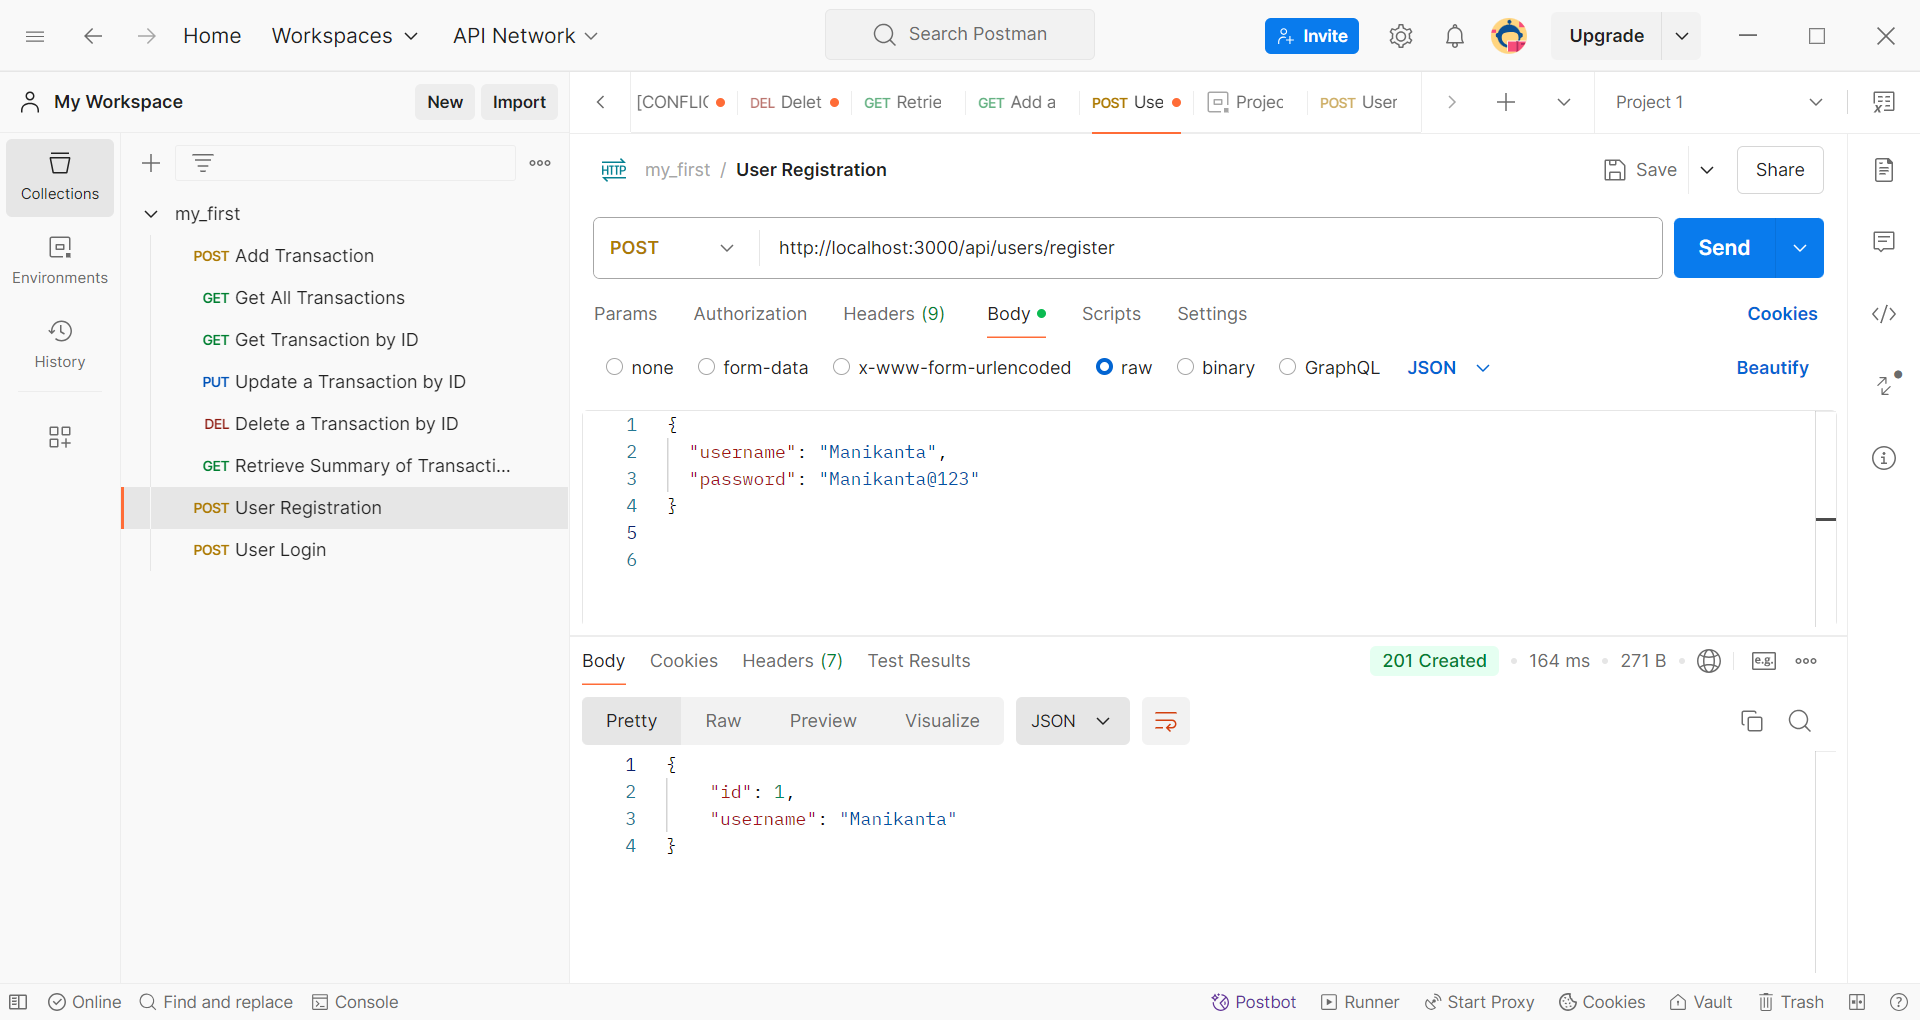 Home Workspaces API Network Search Postman Invite Upgrade
My Workspace New Import [CONFLIC DEL Delet GET Retrie GET Add a POST Use Projec POST User Project 1
Collections
Environments
History
my_first
POST Add Transaction
GET Get All Transactions
GET Get Transaction by ID
PUT Update a Transaction by ID
DEL Delete a Transaction by ID
GET Retrieve Summary of Transacti...
POST User Registration
POST User Login
HTTP my_first / User Registration Save Share
POST http://localhost:3000/api/users/register Send
Params Authorization Headers (9) Body Scripts Settings Cookies
none form-data x-www-form-urlencoded raw binary GraphQL JSON Beautify
1 {
2 "username": "Manikanta",
3 "password": "Manikanta@123"
4 }
5
6
Body Cookies Headers (7) Test Results 201 Created 164 ms 271 B e.g.
Pretty Raw Preview Visualize JSON
1 {
2 "id": 1,
3 "username": "Manikanta"
4 }
Online Find and replace Console Postbot Runner Start Proxy Cookies Vault Trash